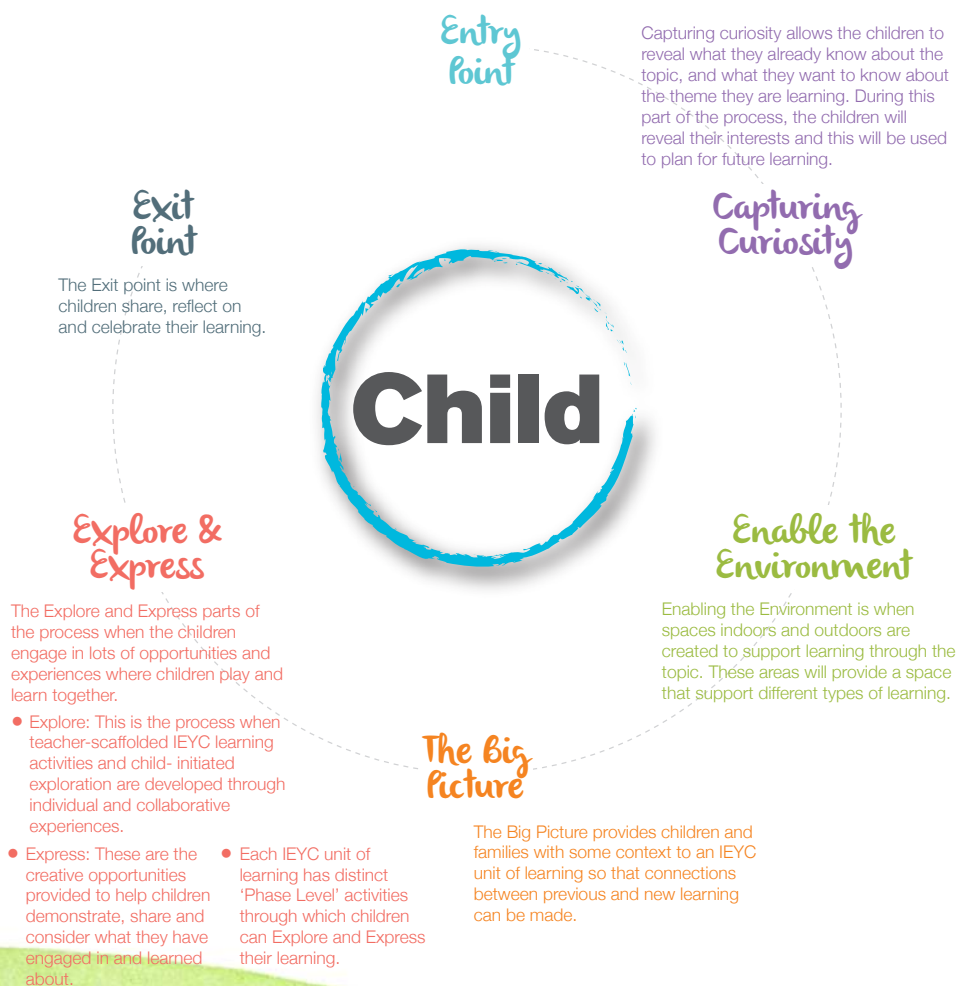 Entry
Point
Capturing curiosity allows the children to
reveal what they already know about the
topic, and what they want to know about
the theme they are learning. During this
part of the process, the children will
reveal their interests and this will be used
to plan for future learning.
Capturing
Curiosity
Exit
Point
The Exit point is where
children share, reflect on
and celebrate their learning.
Child
Enable the
Environment
Enabling the Environment is when
spaces indoors and outdoors are
created to support learning through the
topic. These areas will provide a space
that support different types of learning.
Explore &
Express
The Explore and Express parts of
the process when the children
engage in lots of opportunities and
experiences where children play and
learn together.
• Explore: This is the process when
teacher-scaffolded IEYC learning
activities and child- initiated
exploration are developed through
individual and collaborative
experiences.
• Express: These are the
creative opportunities
provided to help children
demonstrate, share and
consider what they have
engaged in and learned
about.
• Each IEYC unit of
learning has distinct
‘Phase Level’ activities
through which children
can Explore and Express
their learning.
The Big
Picture
The Big Picture provides children and
families with some context to an IEYC
unit of learning so that connections
between previous and new learning
can be made.